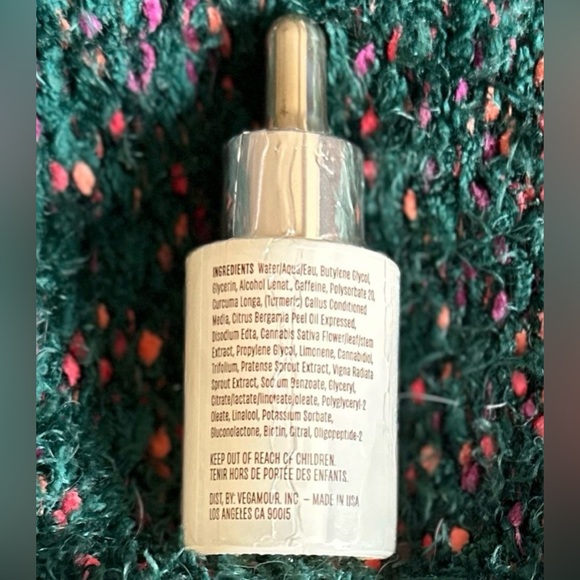 INGREDIENTS Water/Aqua/Eau, Butylene Glycol,
Glycerin, Alcohol Denat., Caffeine, Polysorbate 20,
Curcuma Longa, (Turmeric) Callus Conditioned
Media, Citrus Bergamia Peel Oil Expressed,
Disodium Edta, Cannabis Sativa Flower/leaf/stem
Extract, Propylene Glycol, Limonene, Cannabidiol,
Trifolium, Pratense Sprout Extract, Vigna Radiata
Sprout Extract, Sodium Benzoate, Glyceryl,
Citrate/lactate/linoleate/oleate, Polyglyceryl-2
Oleate, Linalool, Potassium Sorbate,
Gluconolactone, Biotin, Citral, Oligopeptide-2
KEEP OUT OF REACH OF CHILDREN.
TENIR HORS DE PORTÉE DES ENFANTS.
DIST. BY: VEGAMOUR, INC. – MADE IN USA
LOS ANGELES CA 90015